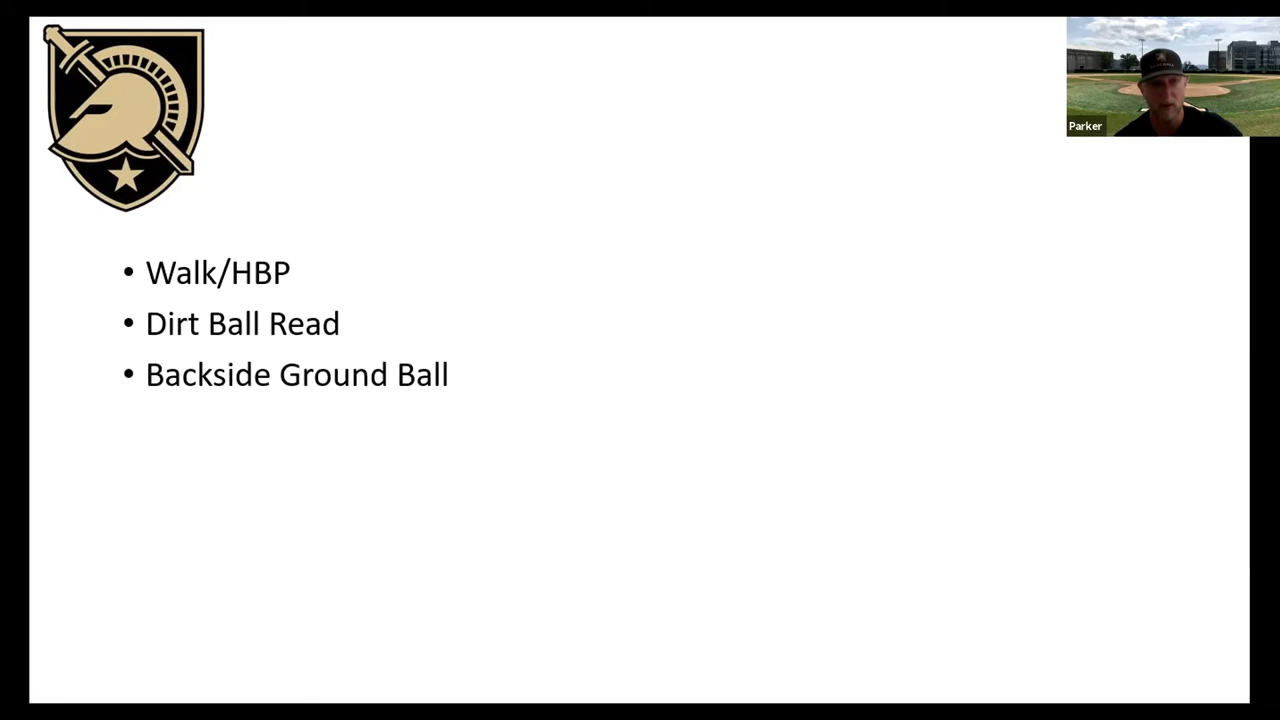 Parker
• Walk/HBP
• Dirt Ball Read
• Backside Ground Ball